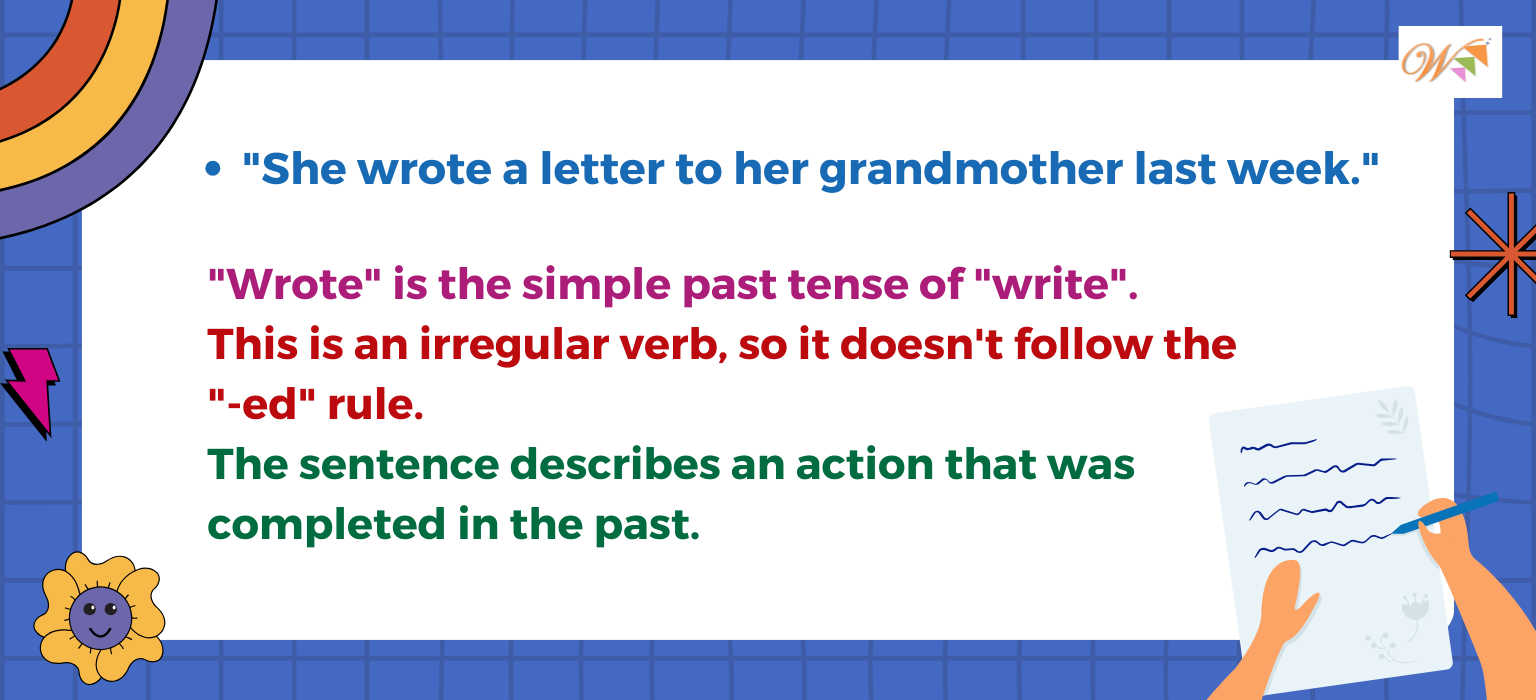 • "She wrote a letter to her grandmother last week."
"Wrote" is the simple past tense of "write".
This is an irregular verb, so it doesn't follow the
"-ed" rule.
The sentence describes an action that was
completed in the past.
W